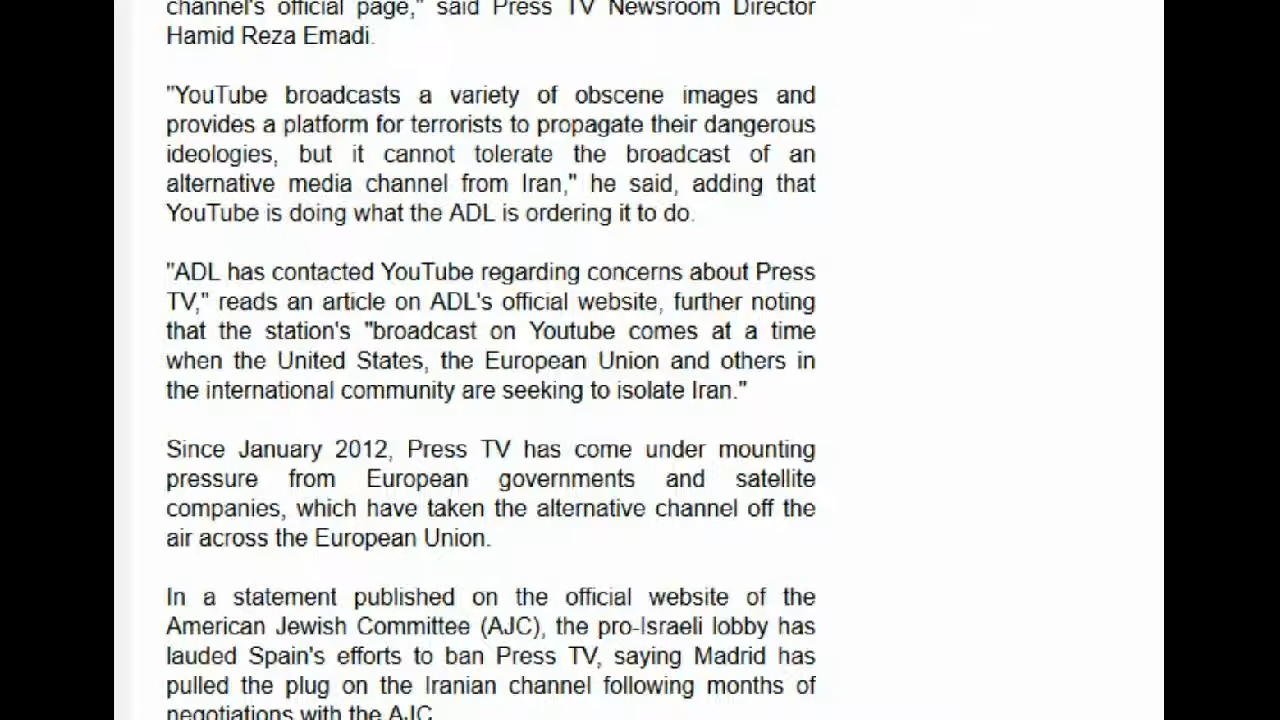 channel's official page," said Press TV Newsroom Director
Hamid Reza Emadi.
"YouTube broadcasts a variety of obscene images and
provides a platform for terrorists to propagate their dangerous
ideologies, but it cannot tolerate the broadcast of an
alternative media channel from Iran," he said, adding that
YouTube is doing what the ADL is ordering it to do.
"ADL has contacted YouTube regarding concerns about Press
TV," reads an article on ADL's official website, further noting
that the station's "broadcast on Youtube comes at a time
when the United States, the European Union and others in
the international community are seeking to isolate Iran."
Since January 2012, Press TV has come under mounting
pressure from European governments and satellite
companies, which have taken the alternative channel off the
air across the European Union.
In a statement published on the official website of the
American Jewish Committee (AJC), the pro-Israeli lobby has
lauded Spain's efforts to ban Press TV, saying Madrid has
pulled the plug on the Iranian channel following months of
negotiations with the AJC